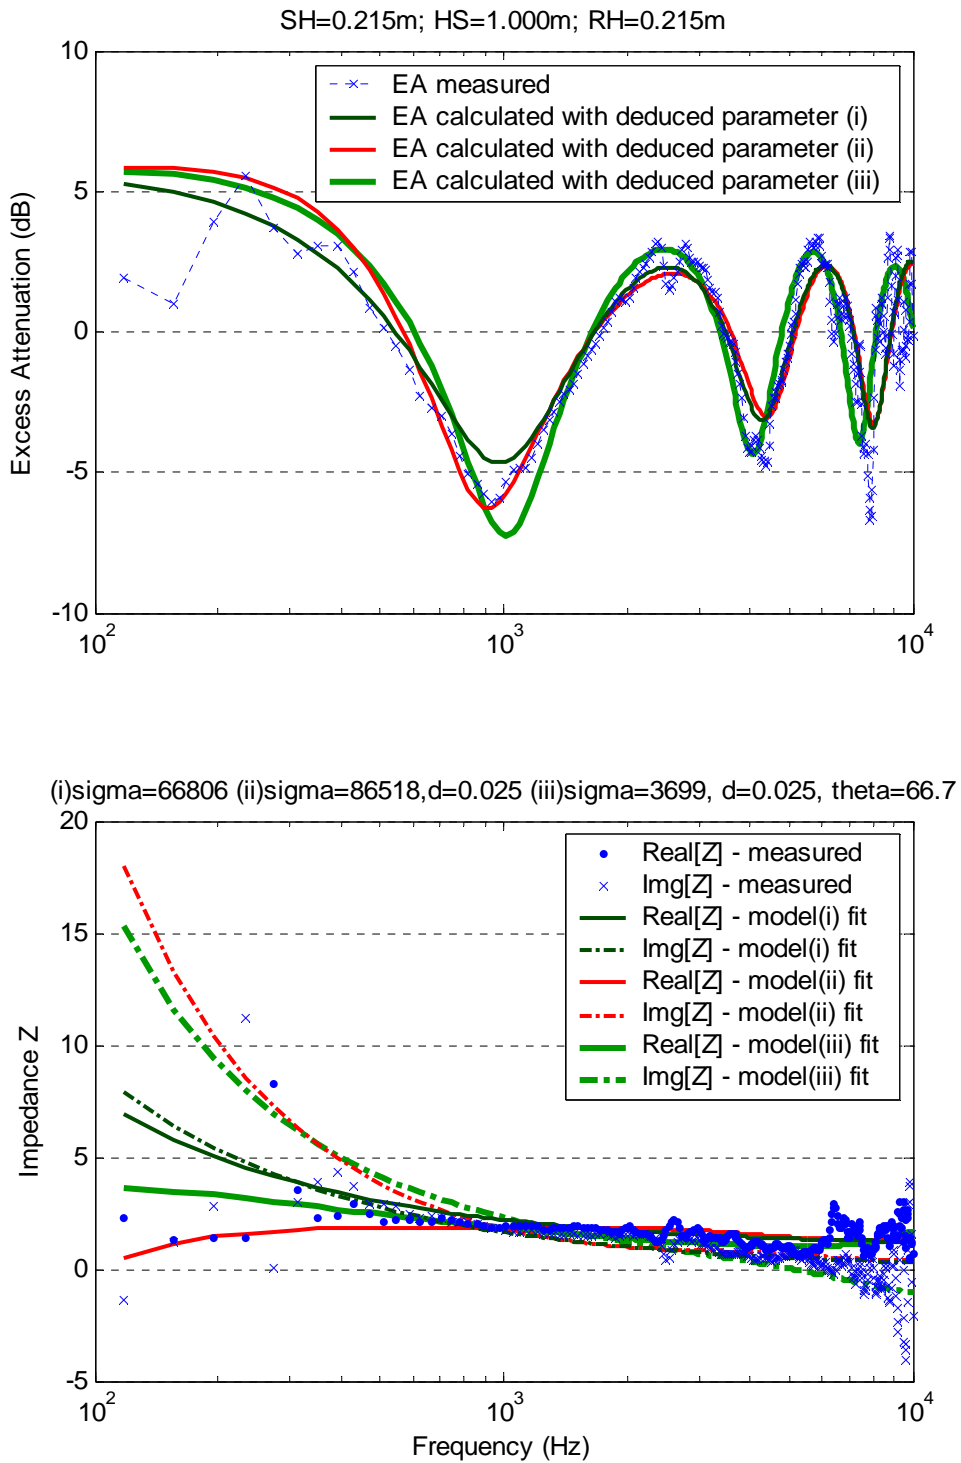 SH=0.215m; HS=1.000m; RH=0.215m
10
5
0
-5
-10
Excess Attenuation (dB)
EA measured
EA calculated with deduced parameter (i)
EA calculated with deduced parameter (ii)
EA calculated with deduced parameter (iii)
10^2
10^3
10^4
(i)sigma=66806 (ii)sigma=86518,d=0.025 (iii)sigma=3699, d=0.025, theta=66.7
20
15
10
5
0
-5
Impedance Z
Real[Z] - measured
Img[Z] - measured
Real[Z] - model(i) fit
Img[Z] - model(i) fit
Real[Z] - model(ii) fit
Img[Z] - model(ii) fit
Real[Z] - model(iii) fit
Img[Z] - model(iii) fit
10^2
10^3
10^4
Frequency (Hz)